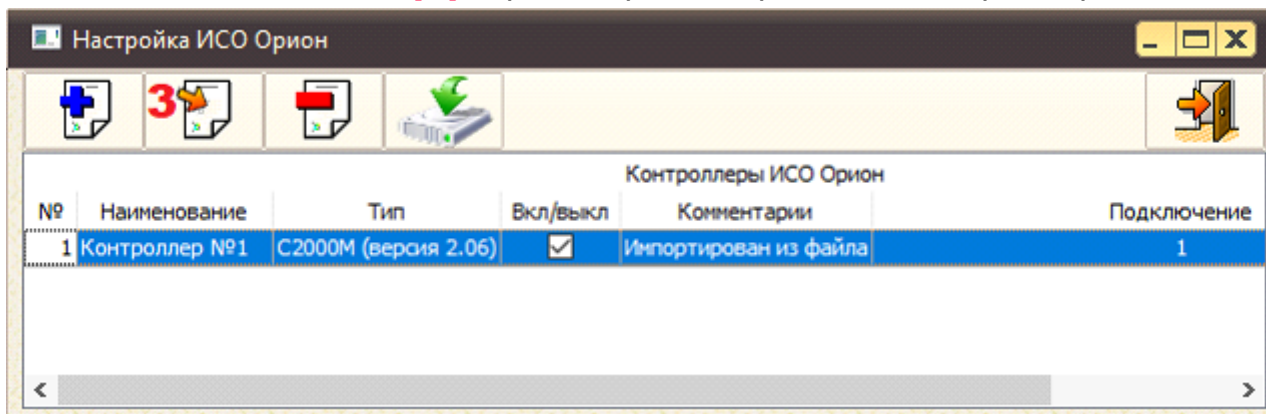 Настройка ИСО Орион
3
Контроллеры ИСО Орион
№ Наименование Тип Вкл/выкл Комментарии Подключение
1 Контроллер №1 С2000М (версия 2.06) Импортирован из файла 1